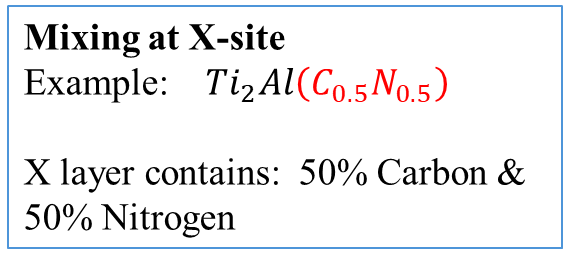 Mixing at X-site
Example: Ti₂Al(C₀.₅N₀.₅)
X layer contains: 50% Carbon &
50% Nitrogen